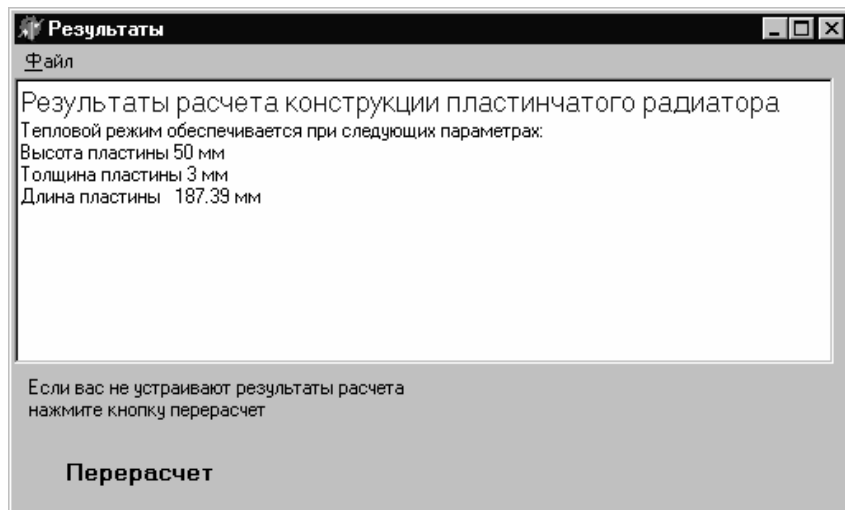 Результаты
Файл
Результаты расчета конструкции пластинчатого радиатора
Тепловой режим обеспечивается при следующих параметрах:
Высота пластины 50 мм
Толщина пластины 3 мм
Длина пластины 187.39 мм
Если вас не устраивают результаты расчета
нажмите кнопку перерасчет
Перерасчет